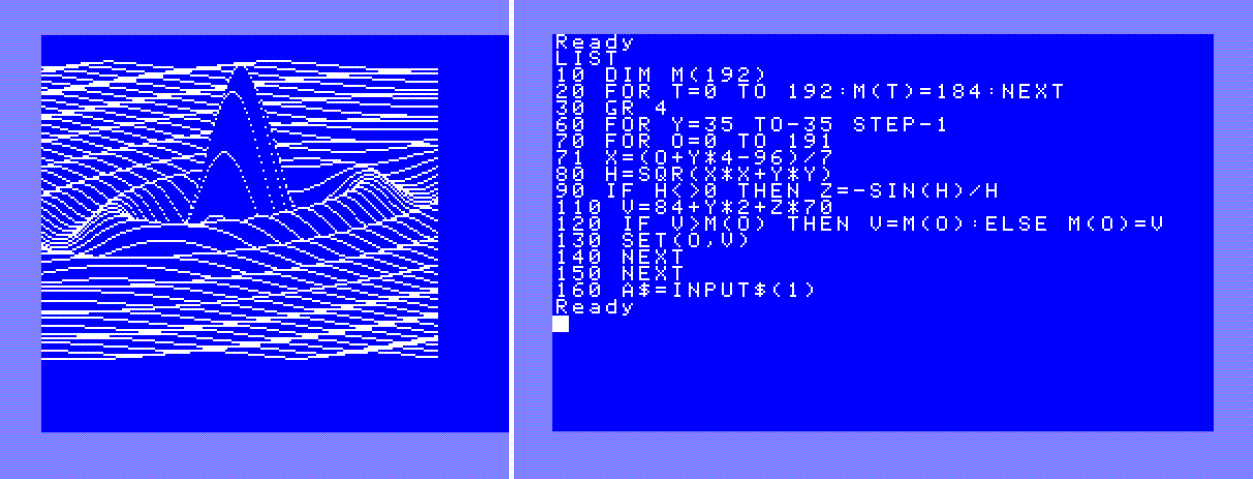 Ready
LIST
10 DIM M(192)
20 FOR T=0 TO 192:M(T)=184:NEXT
30 GR 4
60 FOR Y=35 TO-35 STEP-1
70 FOR O=0 TO 191
71 X=(O+Y*4-96)/7
80 H=SQR(X*X+Y*Y)
90 IF H<>0 THEN Z=-SIN(H)/H
110 V=84+Y*2+Z*70
120 IF V>M(O) THEN V=M(O):ELSE M(O)=V
130 SET(O,V)
140 NEXT
150 NEXT
160 A$=INPUT$(1)
Ready